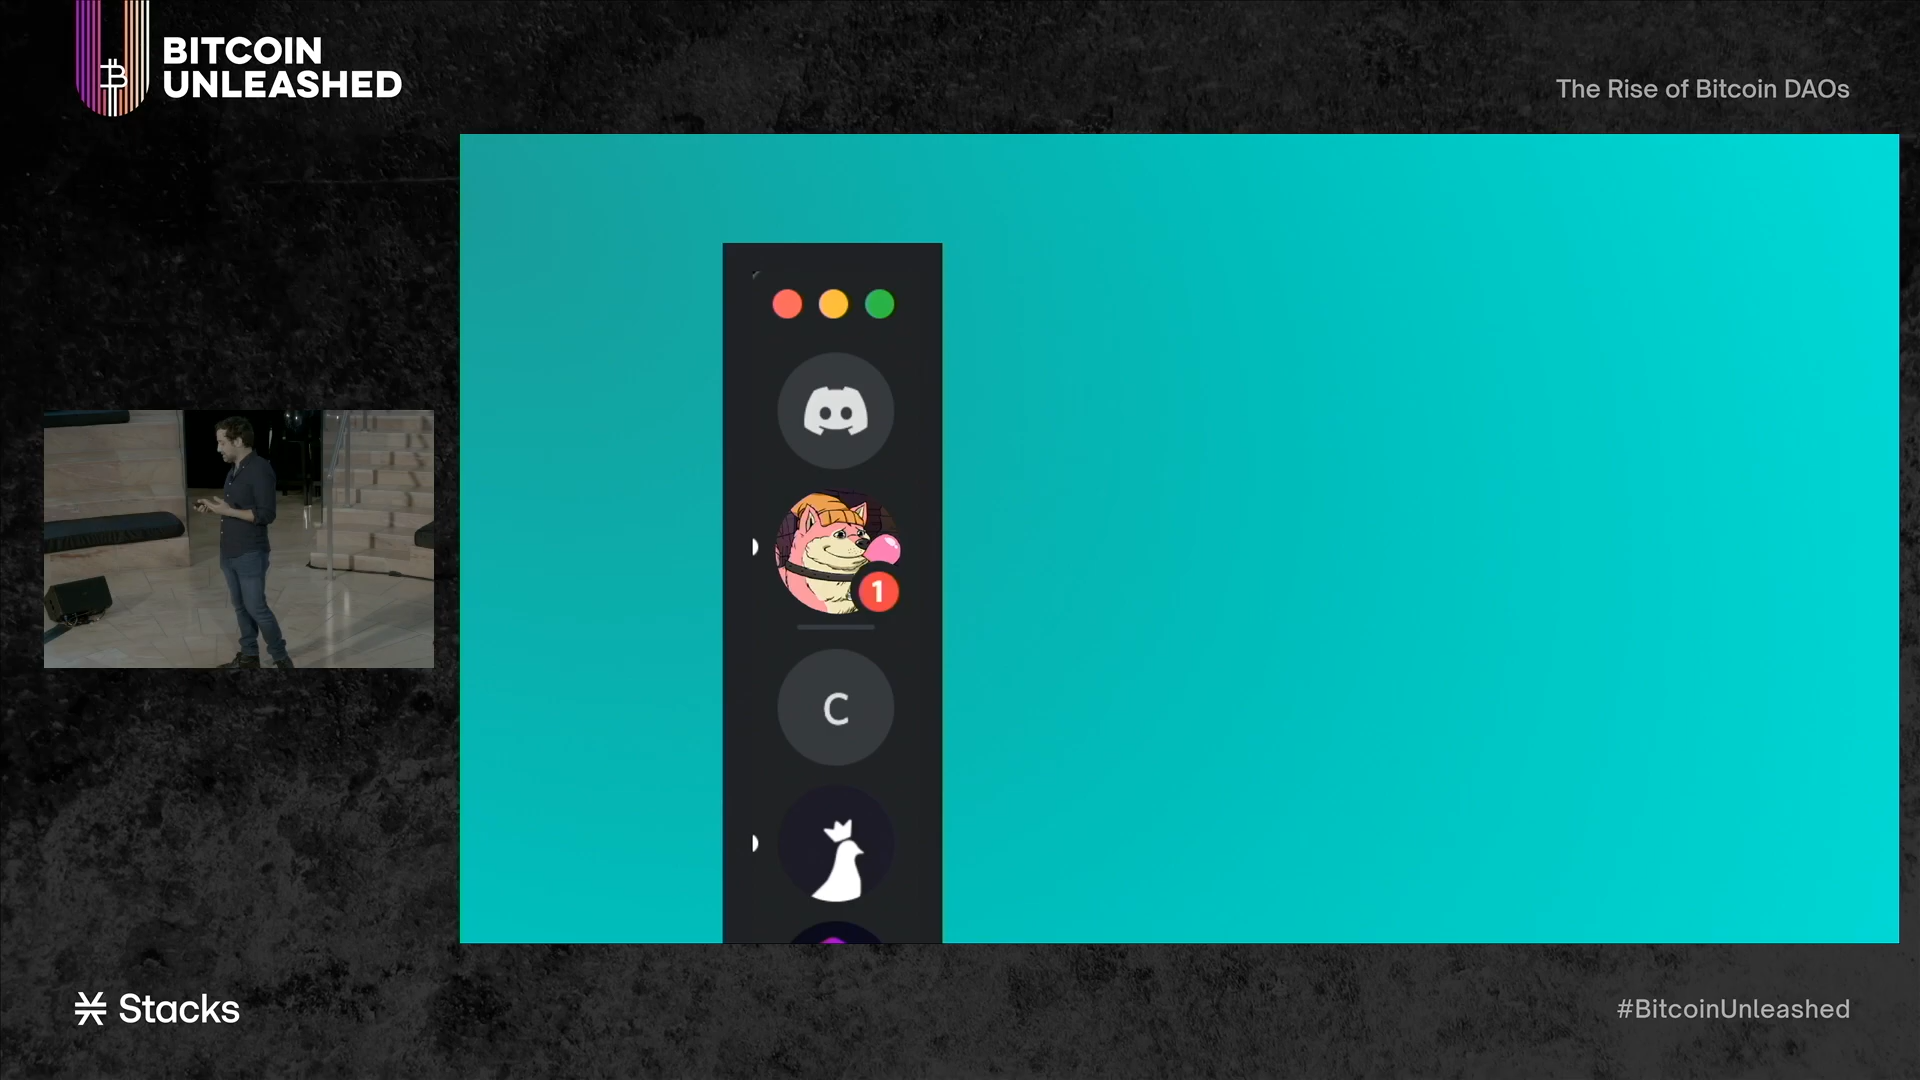 BITCOIN
UNLEASHED
The Rise of Bitcoin DAOs
1
C
Stacks
#BitcoinUnleashed